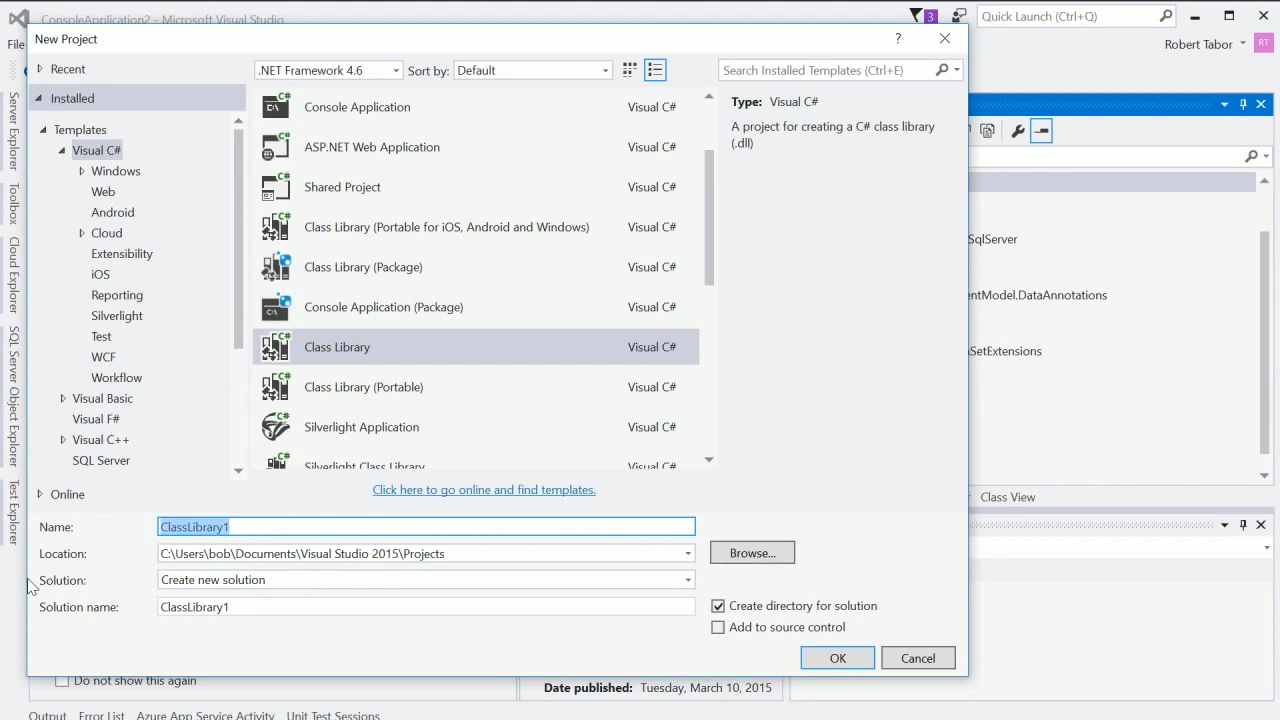 ConsoleApplication2 - Microsoft Visual Studio
3
Quick Launch (Ctrl+Q)
File
Robert Tabor
RT
New Project
?
Recent
.NET Framework 4.6
Sort by:
Default
Search Installed Templates (Ctrl+E)
Installed
Templates
Visual C#
Windows
Web
Android
Cloud
Extensibility
iOS
Reporting
Silverlight
Test
WCF
Workflow
Visual Basic
Visual F#
Visual C++
SQL Server
Online
Console Application Visual C#
ASP.NET Web Application Visual C#
Shared Project Visual C#
Class Library (Portable for iOS, Android and Windows) Visual C#
Class Library (Package) Visual C#
Console Application (Package) Visual C#
Class Library Visual C#
Class Library (Portable) Visual C#
Silverlight Application Visual C#
Silverlight Class Library Visual C#
Click here to go online and find templates.
Type: Visual C#
A project for creating a C# class library
(.dll)
Name: ClassLibrary1
Location: C:\Users\bob\Documents\Visual Studio 2015\Projects
Browse...
Solution: Create new solution
Solution name: ClassLibrary1
Create directory for solution
Add to source control
OK
Cancel
Server Explorer
Toolbox
Cloud Explorer
SQL Server Object Explorer
Test Explorer
SqlServer
entModel.DataAnnotations
SetExtensions
Class View
Do not show this again
Date published: Tuesday, March 10, 2015
Output
Error List
Azure App Service Activity
Unit Test Sessions